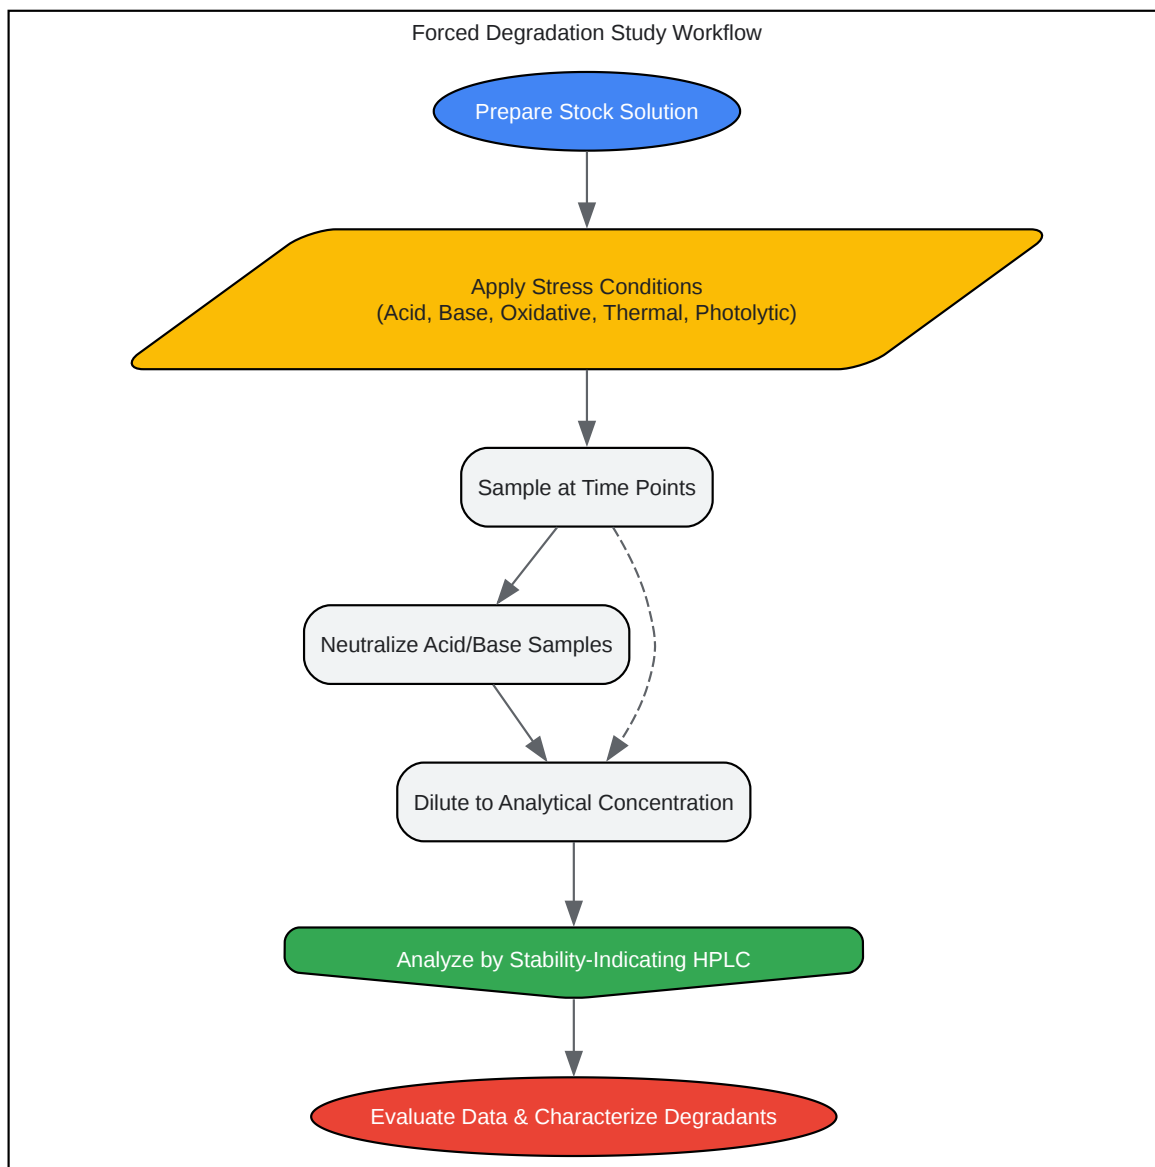 Forced Degradation Study Workflow
Prepare Stock Solution
Apply Stress Conditions
(Acid, Base, Oxidative, Thermal, Photolytic)
Sample at Time Points
Neutralize Acid/Base Samples
Dilute to Analytical Concentration
Analyze by Stability-Indicating HPLC
Evaluate Data & Characterize Degradants